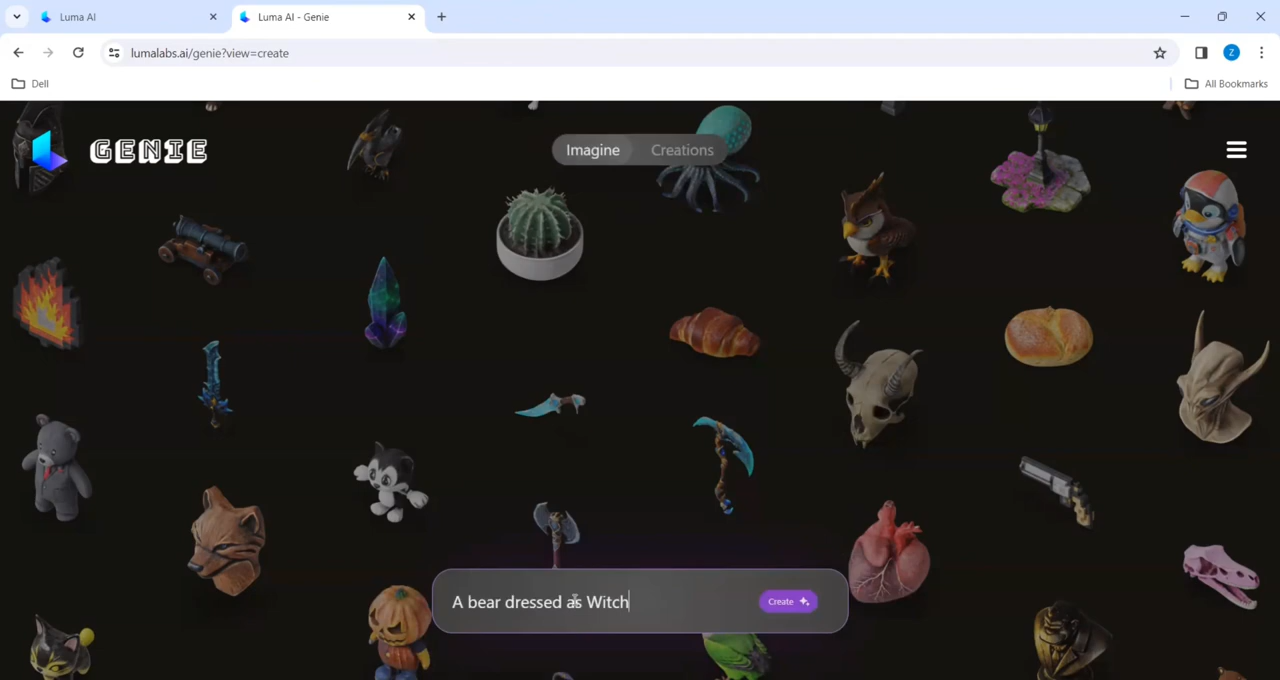 Luma AI
Luma AI - Genie
lumalabs.ai/genie?view=create
Z
Dell
All Bookmarks
GENIE
Imagine
Creations
A bear dressed as Witch
Create